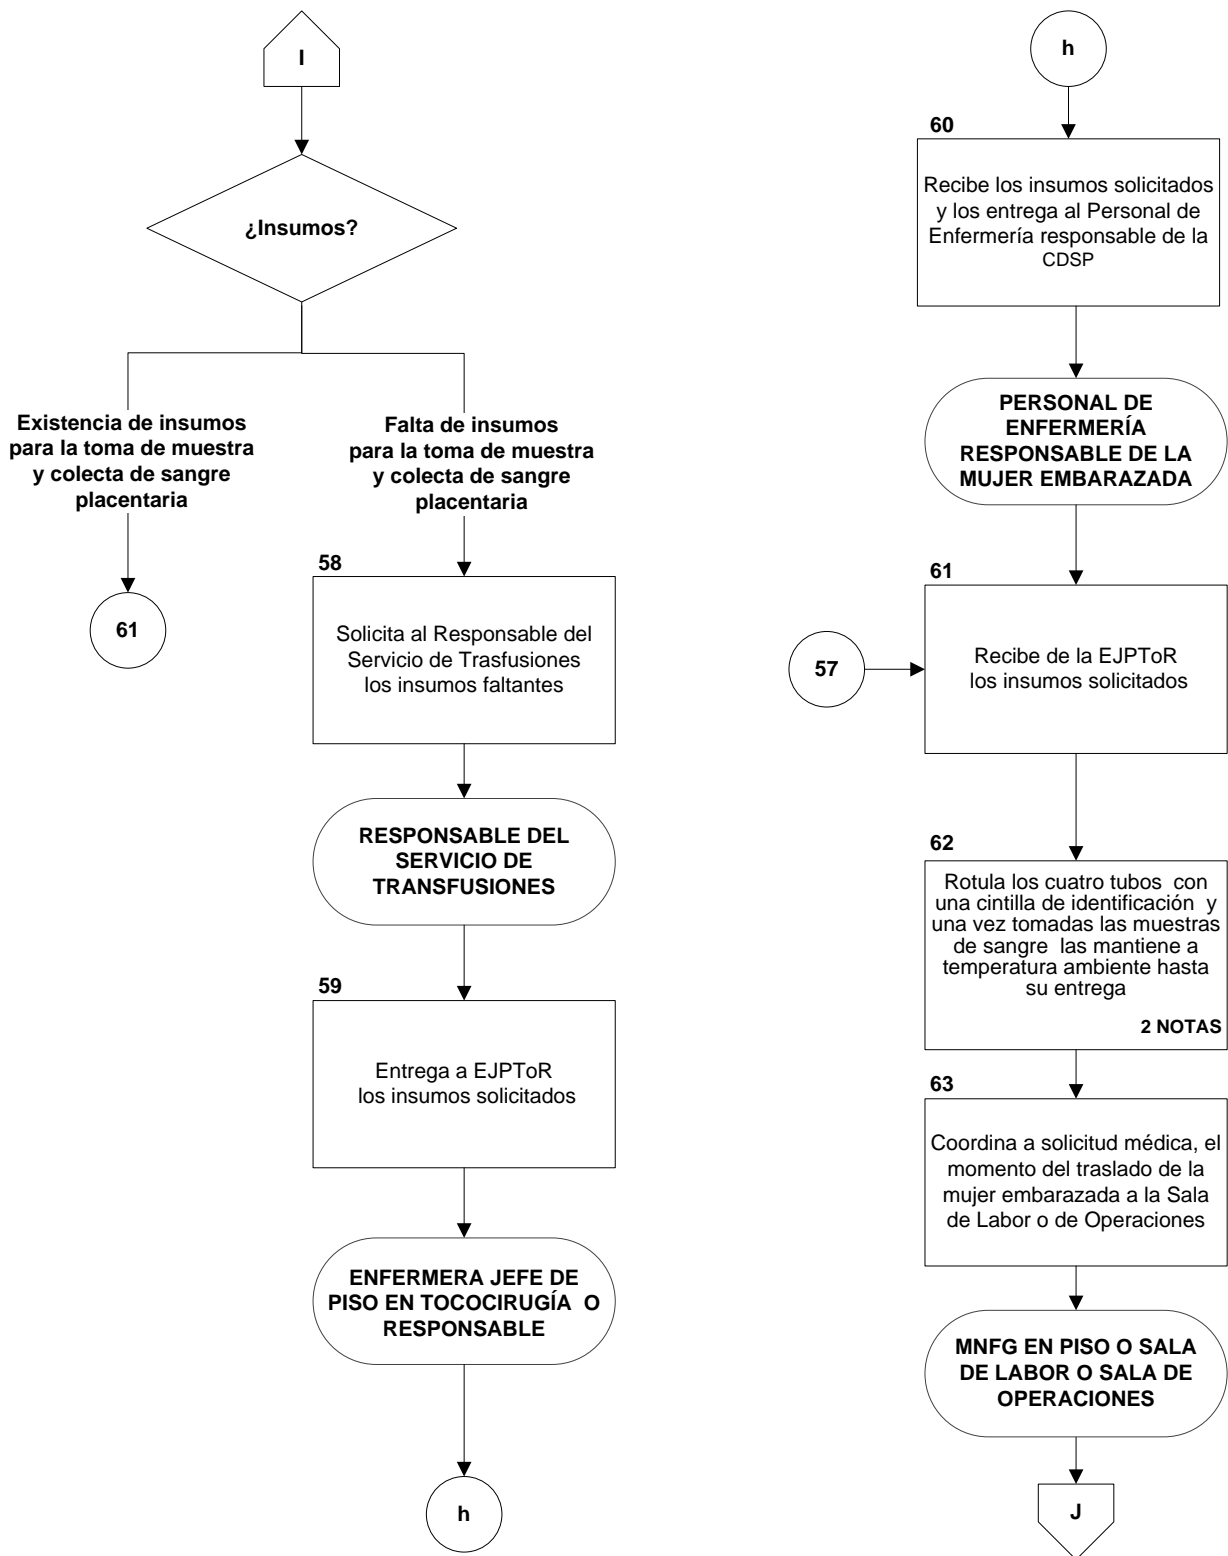 I
¿Insumos?
Existencia de insumos
para la toma de muestra
y colecta de sangre
placentaria
61
Falta de insumos
para la toma de muestra
y colecta de sangre
placentaria
58
Solicita al Responsable del
Servicio de Trasfusiones
los insumos faltantes
RESPONSABLE DEL
SERVICIO DE
TRANSFUSIONES
59
Entrega a EJPToR
los insumos solicitados
ENFERMERA JEFE DE
PISO EN TOCOCIRUGÍA O
RESPONSABLE
h
h
60
Recibe los insumos solicitados
y los entrega al Personal de
Enfermería responsable de la
CDSP
PERSONAL DE
ENFERMERÍA
RESPONSABLE DE LA
MUJER EMBARAZADA
61
57
Recibe de la EJPToR
los insumos solicitados
62
Rotula los cuatro tubos con
una cintilla de identificación y
una vez tomadas las muestras
de sangre las mantiene a
temperatura ambiente hasta
su entrega
2 NOTAS
63
Coordina a solicitud médica, el
momento del traslado de la
mujer embarazada a la Sala
de Labor o de Operaciones
MNFG EN PISO O SALA
DE LABOR O SALA DE
OPERACIONES
J